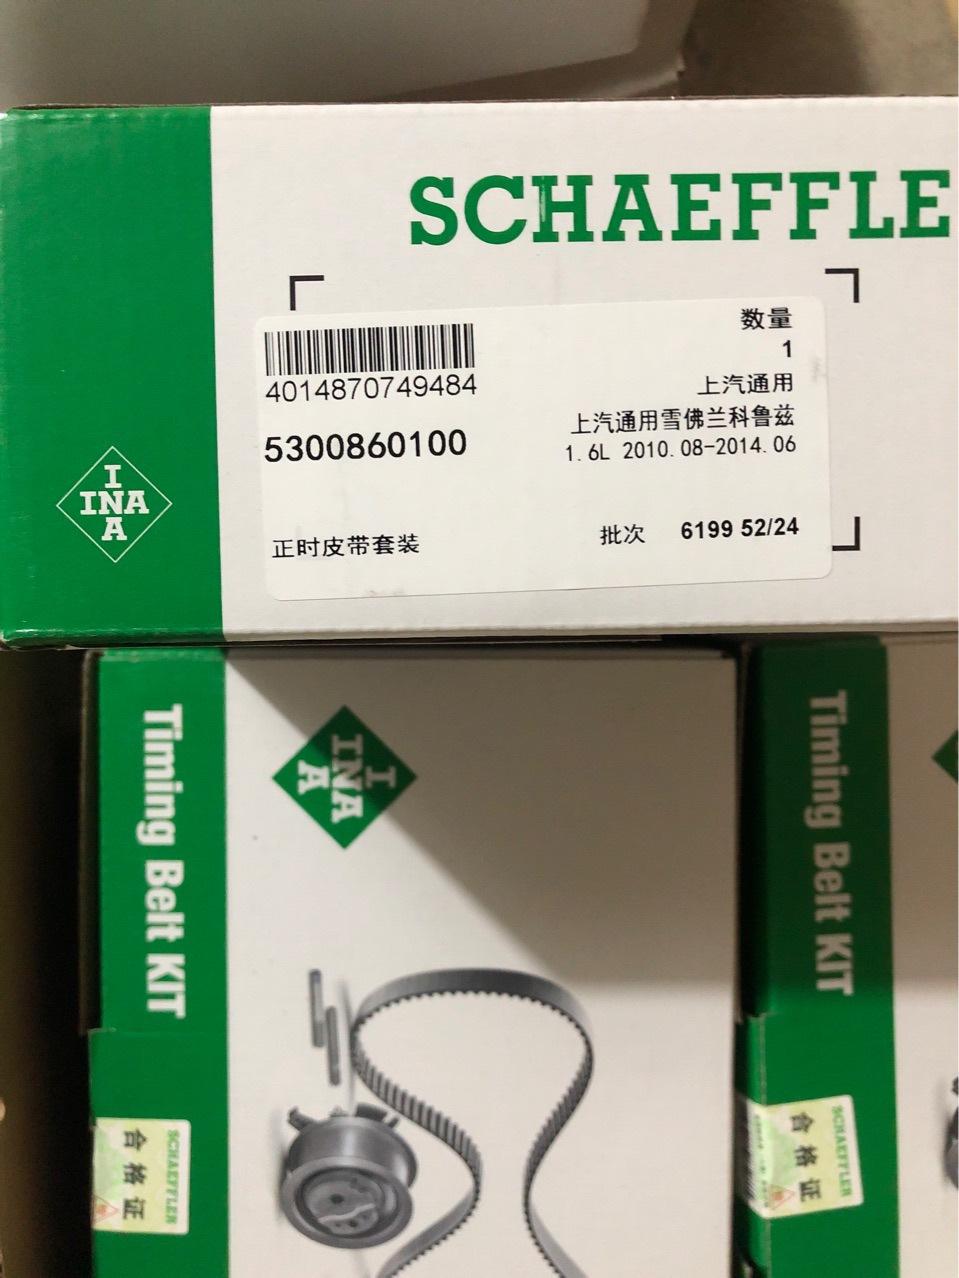 SCHAEFFLE
数量
1
4014870749484
上汽通用
5300860100
上汽通用雪佛兰科鲁兹
1.6L 2010.08-2014.06
正时皮带套装
批次 6199 52/24
I
INA
A
Timing Belt KIT
I
INA
A
SCHAEFFLER
合格证
Timing Belt KIT
SCHAEFFLER
合格证